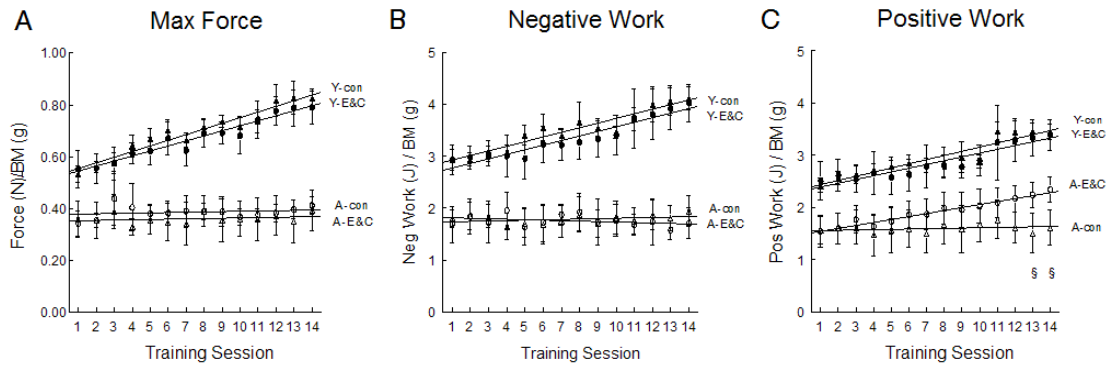 A
Max Force
1.00
0.80
0.60
0.40
0.20
0.00
Force (N)/BM (g)
Y-con
Y-E&C
A-con
A-E&C
1 2 3 4 5 6 7 8 9 10 11 12 13 14
Training Session
B
Negative Work
5
4
3
2
1
0
Neg Work (J) / BM (g)
Y-con
Y-E&C
A-con
A-E&C
1 2 3 4 5 6 7 8 9 10 11 12 13 14
Training Session
C
Positive Work
5
4
3
2
1
0
Pos Work (J) / BM (g)
Y-con
Y-E&C
A-E&C
A-con
§ §
1 2 3 4 5 6 7 8 9 10 11 12 13 14
Training Session